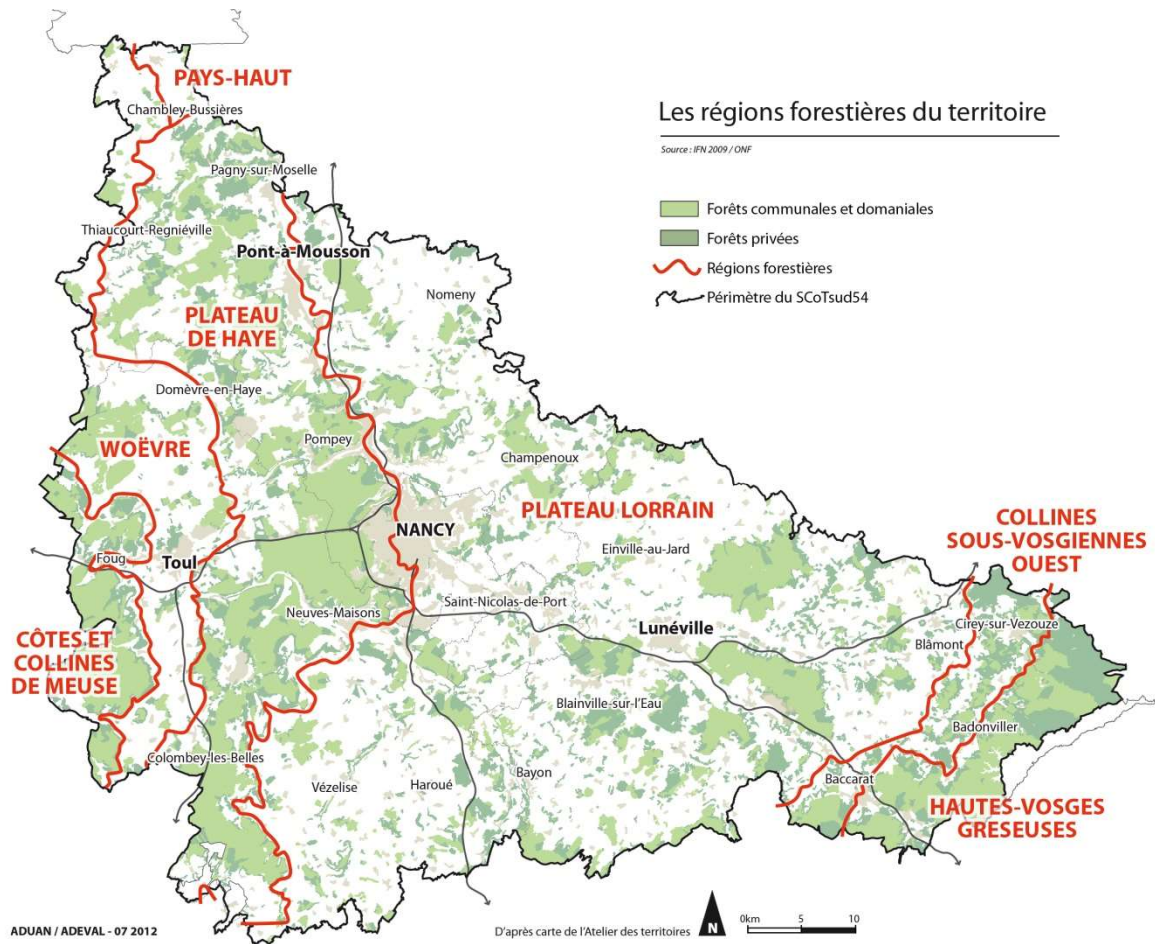 PAYS-HAUT
Chambley-Bussières
Les régions forestières du territoire
Source : IFN 2009 / ONF
Pagny-sur-Moselle
Forêts communales et domaniales
Thiaucourt-Regniéville
Forêts privées
Pont-à-Mousson
Régions forestières
Nomeny
Périmètre du SCoTsud54
PLATEAU
DE HAYE
Domèvre-en-Haye
WOËVRE
Pompey
Champenoux
PLATEAU LORRAIN
COLLINES
SOUS-VOSGIENNES
OUEST
NANCY
Einville-au-Jard
Foug
Toul
Neuves-Maisons
Saint-Nicolas-de-Port
Lunéville
Cirey-sur-Vezouze
Blâmont
CÔTES ET
COLLINES
DE MEUSE
Blainville-sur-l'Eau
Badonviller
Colombey-les-Belles
Vézelise
Haroué
Bayon
Baccarat
HAUTES-VOSGES
GRESEUSES
ADUAN / ADEVAL - 07 2012
D'après carte de l'Atelier des territoires
N
0km 5 10